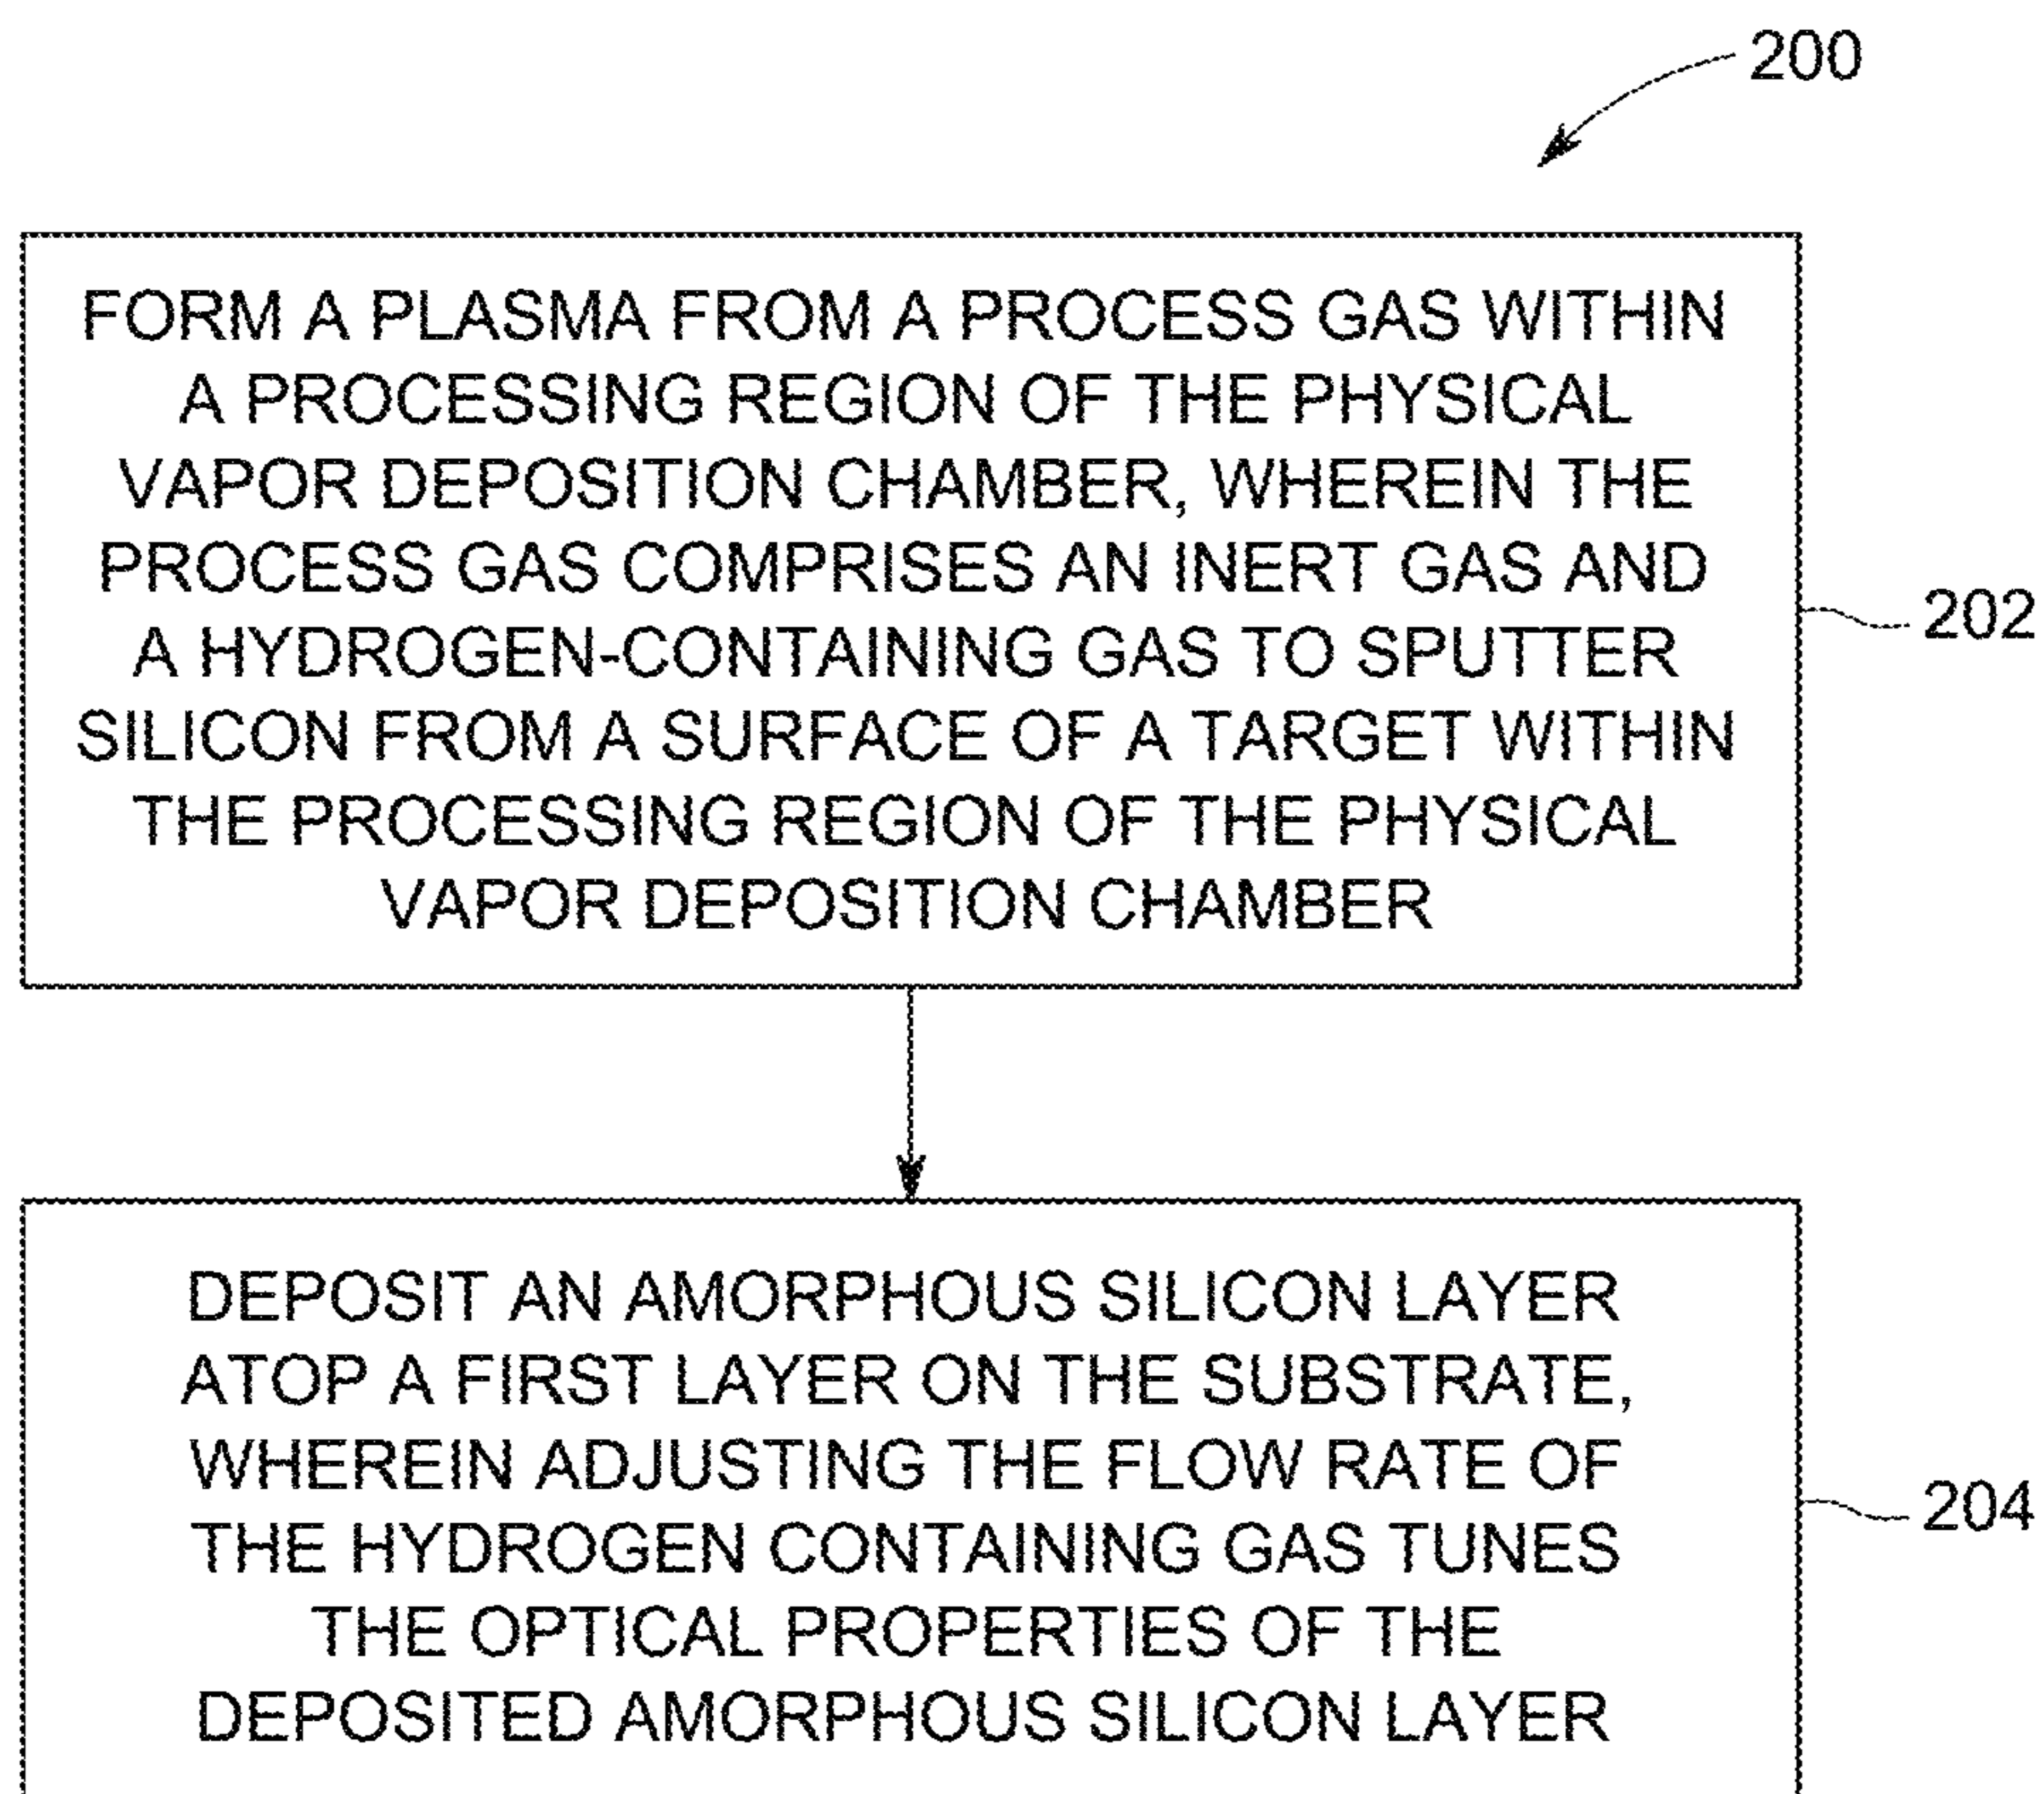 200
FORM A PLASMA FROM A PROCESS GAS WITHIN
A PROCESSING REGION OF THE PHYSICAL
VAPOR DEPOSITION CHAMBER, WHEREIN THE
PROCESS GAS COMPRISES AN INERT GAS AND
A HYDROGEN-CONTAINING GAS TO SPUTTER
SILICON FROM A SURFACE OF A TARGET WITHIN
THE PROCESSING REGION OF THE PHYSICAL
VAPOR DEPOSITION CHAMBER
202
DEPOSIT AN AMORPHOUS SILICON LAYER
ATOP A FIRST LAYER ON THE SUBSTRATE,
WHEREIN ADJUSTING THE FLOW RATE OF
THE HYDROGEN CONTAINING GAS TUNES
THE OPTICAL PROPERTIES OF THE
DEPOSITED AMORPHOUS SILICON LAYER
204